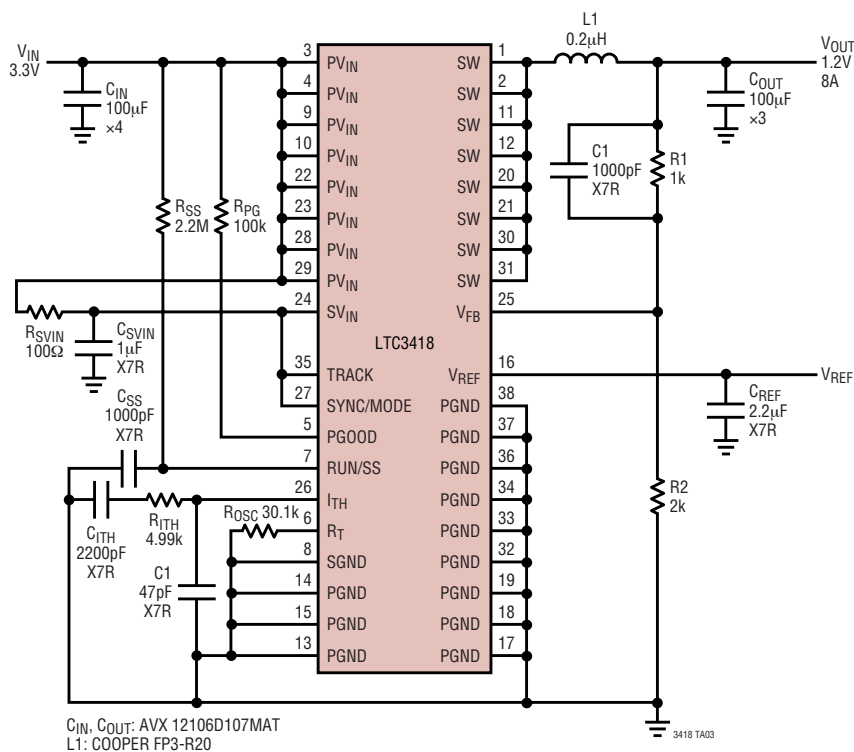 L1
0.2µH
VIN
3.3V
CIN
100µF
×4
RSS
2.2M
RPG
100k
RSVIN
100Ω
CSVIN
1µF
X7R
CSS
1000pF
X7R
CITH
2200pF
X7R
RITH
4.99k
C1
47pF
X7R
ROSC 30.1k
3 PVIN
4 PVIN
9 PVIN
10 PVIN
22 PVIN
23 PVIN
28 PVIN
29 PVIN
24 SVIN
35 TRACK
27 SYNC/MODE
5 PGOOD
7 RUN/SS
26 ITH
6 RT
8 SGND
14 PGND
15 PGND
13 PGND
LTC3418
SW 1
SW 2
SW 11
SW 12
SW 20
SW 21
SW 30
SW 31
VFB 25
VREF 16
PGND 38
PGND 37
PGND 36
PGND 34
PGND 33
PGND 32
PGND 19
PGND 18
PGND 17
C1
1000pF
X7R
R1
1k
VOUT
1.2V
8A
COUT
100µF
×3
VREF
CREF
2.2µF
X7R
R2
2k
3418 TA03
CIN, COUT: AVX 12106D107MAT
L1: COOPER FP3-R20